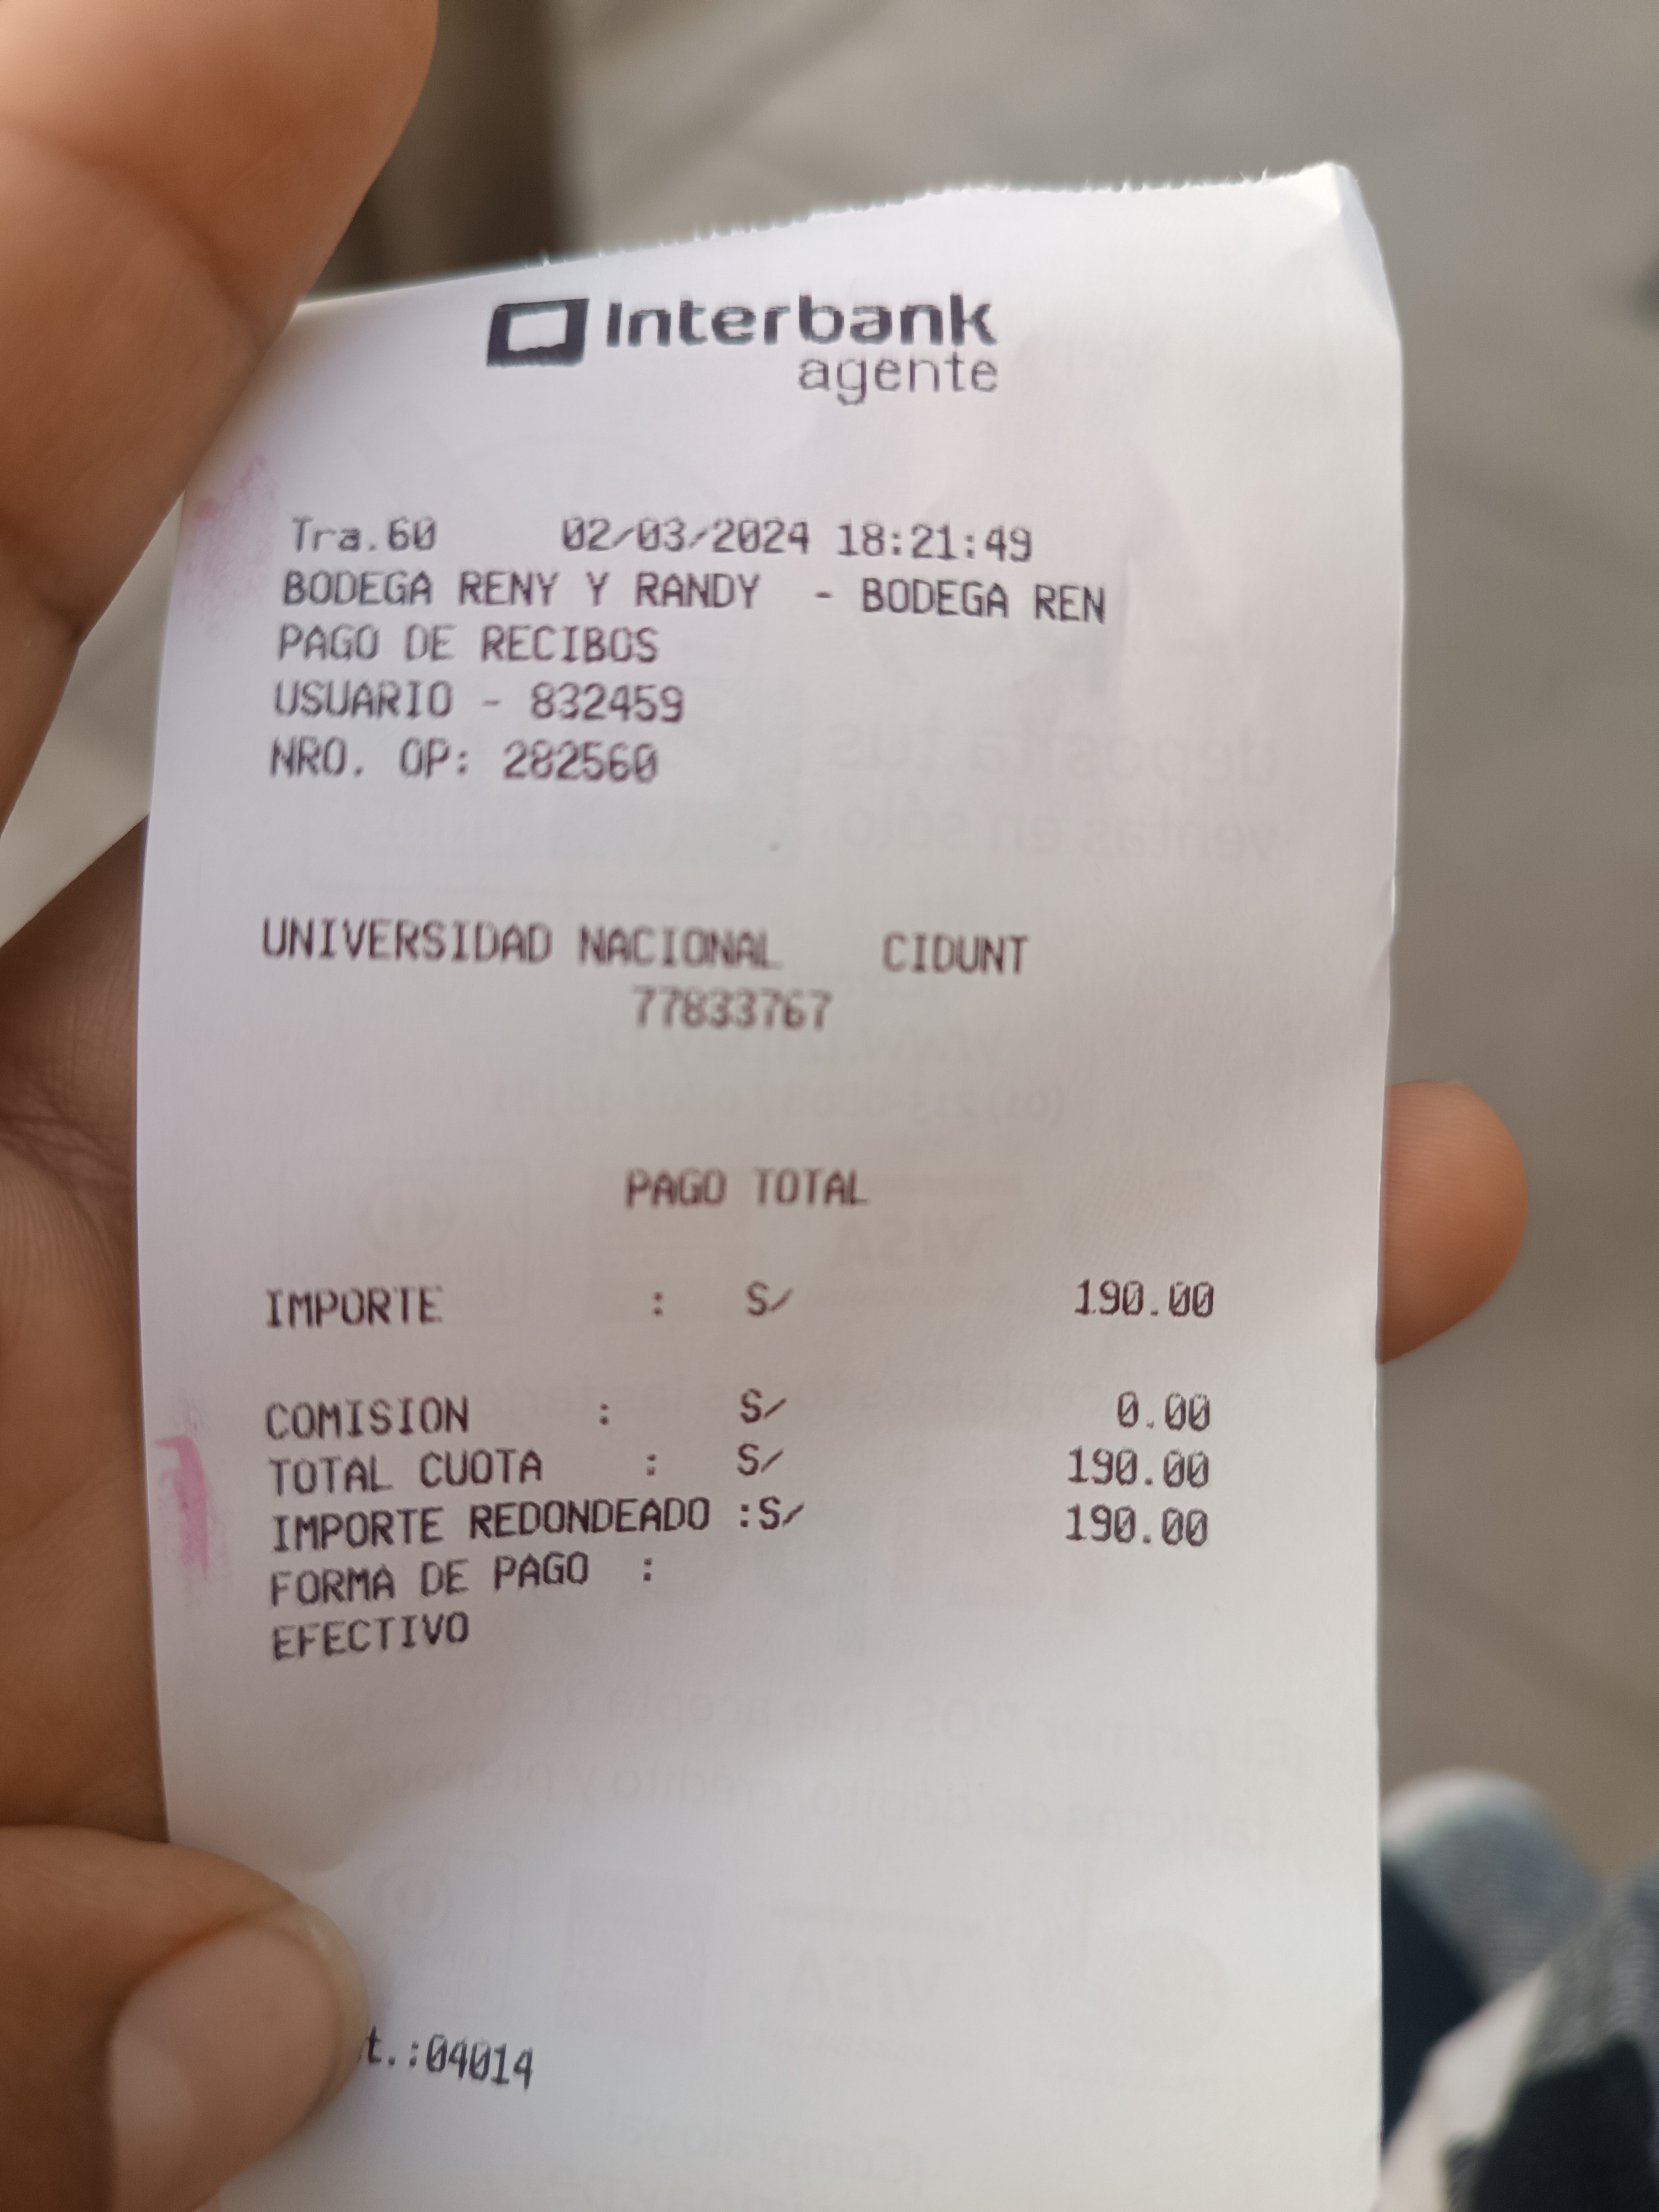 Interbank
agente
Tra.60 02/03/2024 18:21:49
BODEGA RENY Y RANDY - BODEGA REN
PAGO DE RECIBOS
USUARIO - 832459
NRO. OP: 282560
UNIVERSIDAD NACIONAL CIDUNT
77833767
PAGO TOTAL
IMPORTE : S/ 190.00
COMISION : S/ 0.00
TOTAL CUOTA : S/ 190.00
IMPORTE REDONDEADO :S/ 190.00
FORMA DE PAGO :
EFECTIVO
t.:04014